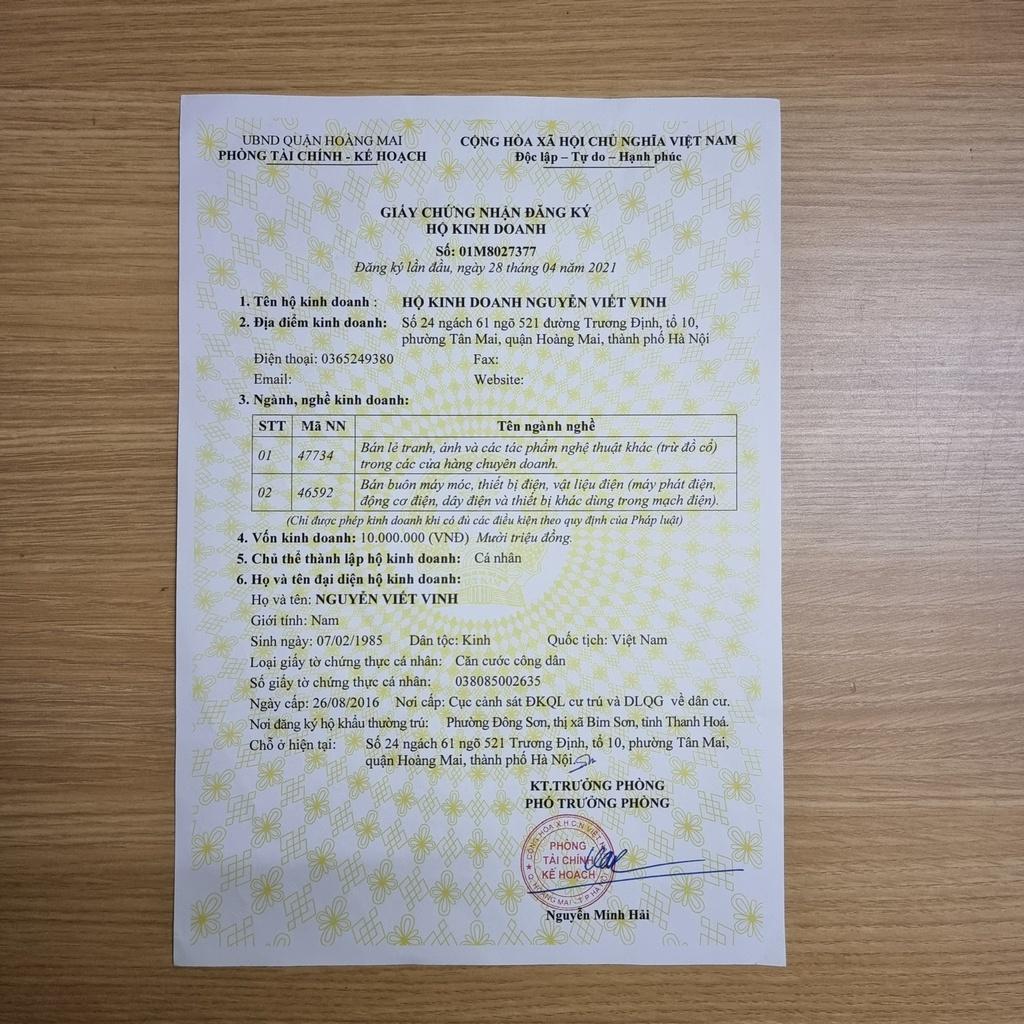 UBND QUẬN HOÀNG MAI
PHÒNG TÀI CHÍNH - KẾ HOẠCH
CỘNG HÒA XÃ HỘI CHỦ NGHĨA VIỆT NAM
Độc lập – Tự do – Hạnh phúc
GIẤY CHỨNG NHẬN ĐĂNG KÝ
HỘ KINH DOANH
Số: 01M8027377
Đăng ký lần đầu, ngày 28 tháng 04 năm 2021
1. Tên hộ kinh doanh : HỘ KINH DOANH NGUYỄN VIẾT VINH
2. Địa điểm kinh doanh: Số 24 ngách 61 ngõ 521 đường Trương Định, tổ 10,
phường Tân Mai, quận Hoàng Mai, thành phố Hà Nội
Điện thoại: 0365249380 Fax:
Email: Website:
3. Ngành, nghề kinh doanh:
STT Mã NN Tên ngành nghề
01 47734 Bán lẻ tranh, ảnh và các tác phẩm nghệ thuật khác (trừ đồ cổ)
trong các cửa hàng chuyên doanh.
02 46592 Bán buôn máy móc, thiết bị điện, vật liệu điện (máy phát điện,
động cơ điện, dây điện và thiết bị khác dùng trong mạch điện).
(Chỉ được phép kinh doanh khi có đủ các điều kiện theo quy định của Pháp luật)
4. Vốn kinh doanh: 10.000.000 (VNĐ) Mười triệu đồng.
5. Chủ thể thành lập hộ kinh doanh: Cá nhân
6. Họ và tên đại diện hộ kinh doanh:
Họ và tên: NGUYỄN VIẾT VINH
Giới tính: Nam
Sinh ngày: 07/02/1985 Dân tộc: Kinh Quốc tịch: Việt Nam
Loại giấy tờ chứng thực cá nhân: Căn cước công dân
Số giấy tờ chứng thực cá nhân: 038085002635
Ngày cấp: 26/08/2016 Nơi cấp: Cục cảnh sát ĐKQL cư trú và DLQG về dân cư.
Nơi đăng ký hộ khẩu thường trú: Phường Đông Sơn, thị xã Bỉm Sơn, tỉnh Thanh Hoá.
Chỗ ở hiện tại: Số 24 ngách 61 ngõ 521 Trương Định, tổ 10, phường Tân Mai,
quận Hoàng Mai, thành phố Hà Nội.
KT.TRƯỞNG PHÒNG
PHÓ TRƯỞNG PHÒNG
CỘNG HÒA X.H.C.N VIỆT
PHÒNG
TÀI CHÍNH
KẾ HOẠCH
Q. HOÀNG MAI - T.P HÀ NỘI
Nguyễn Minh Hải